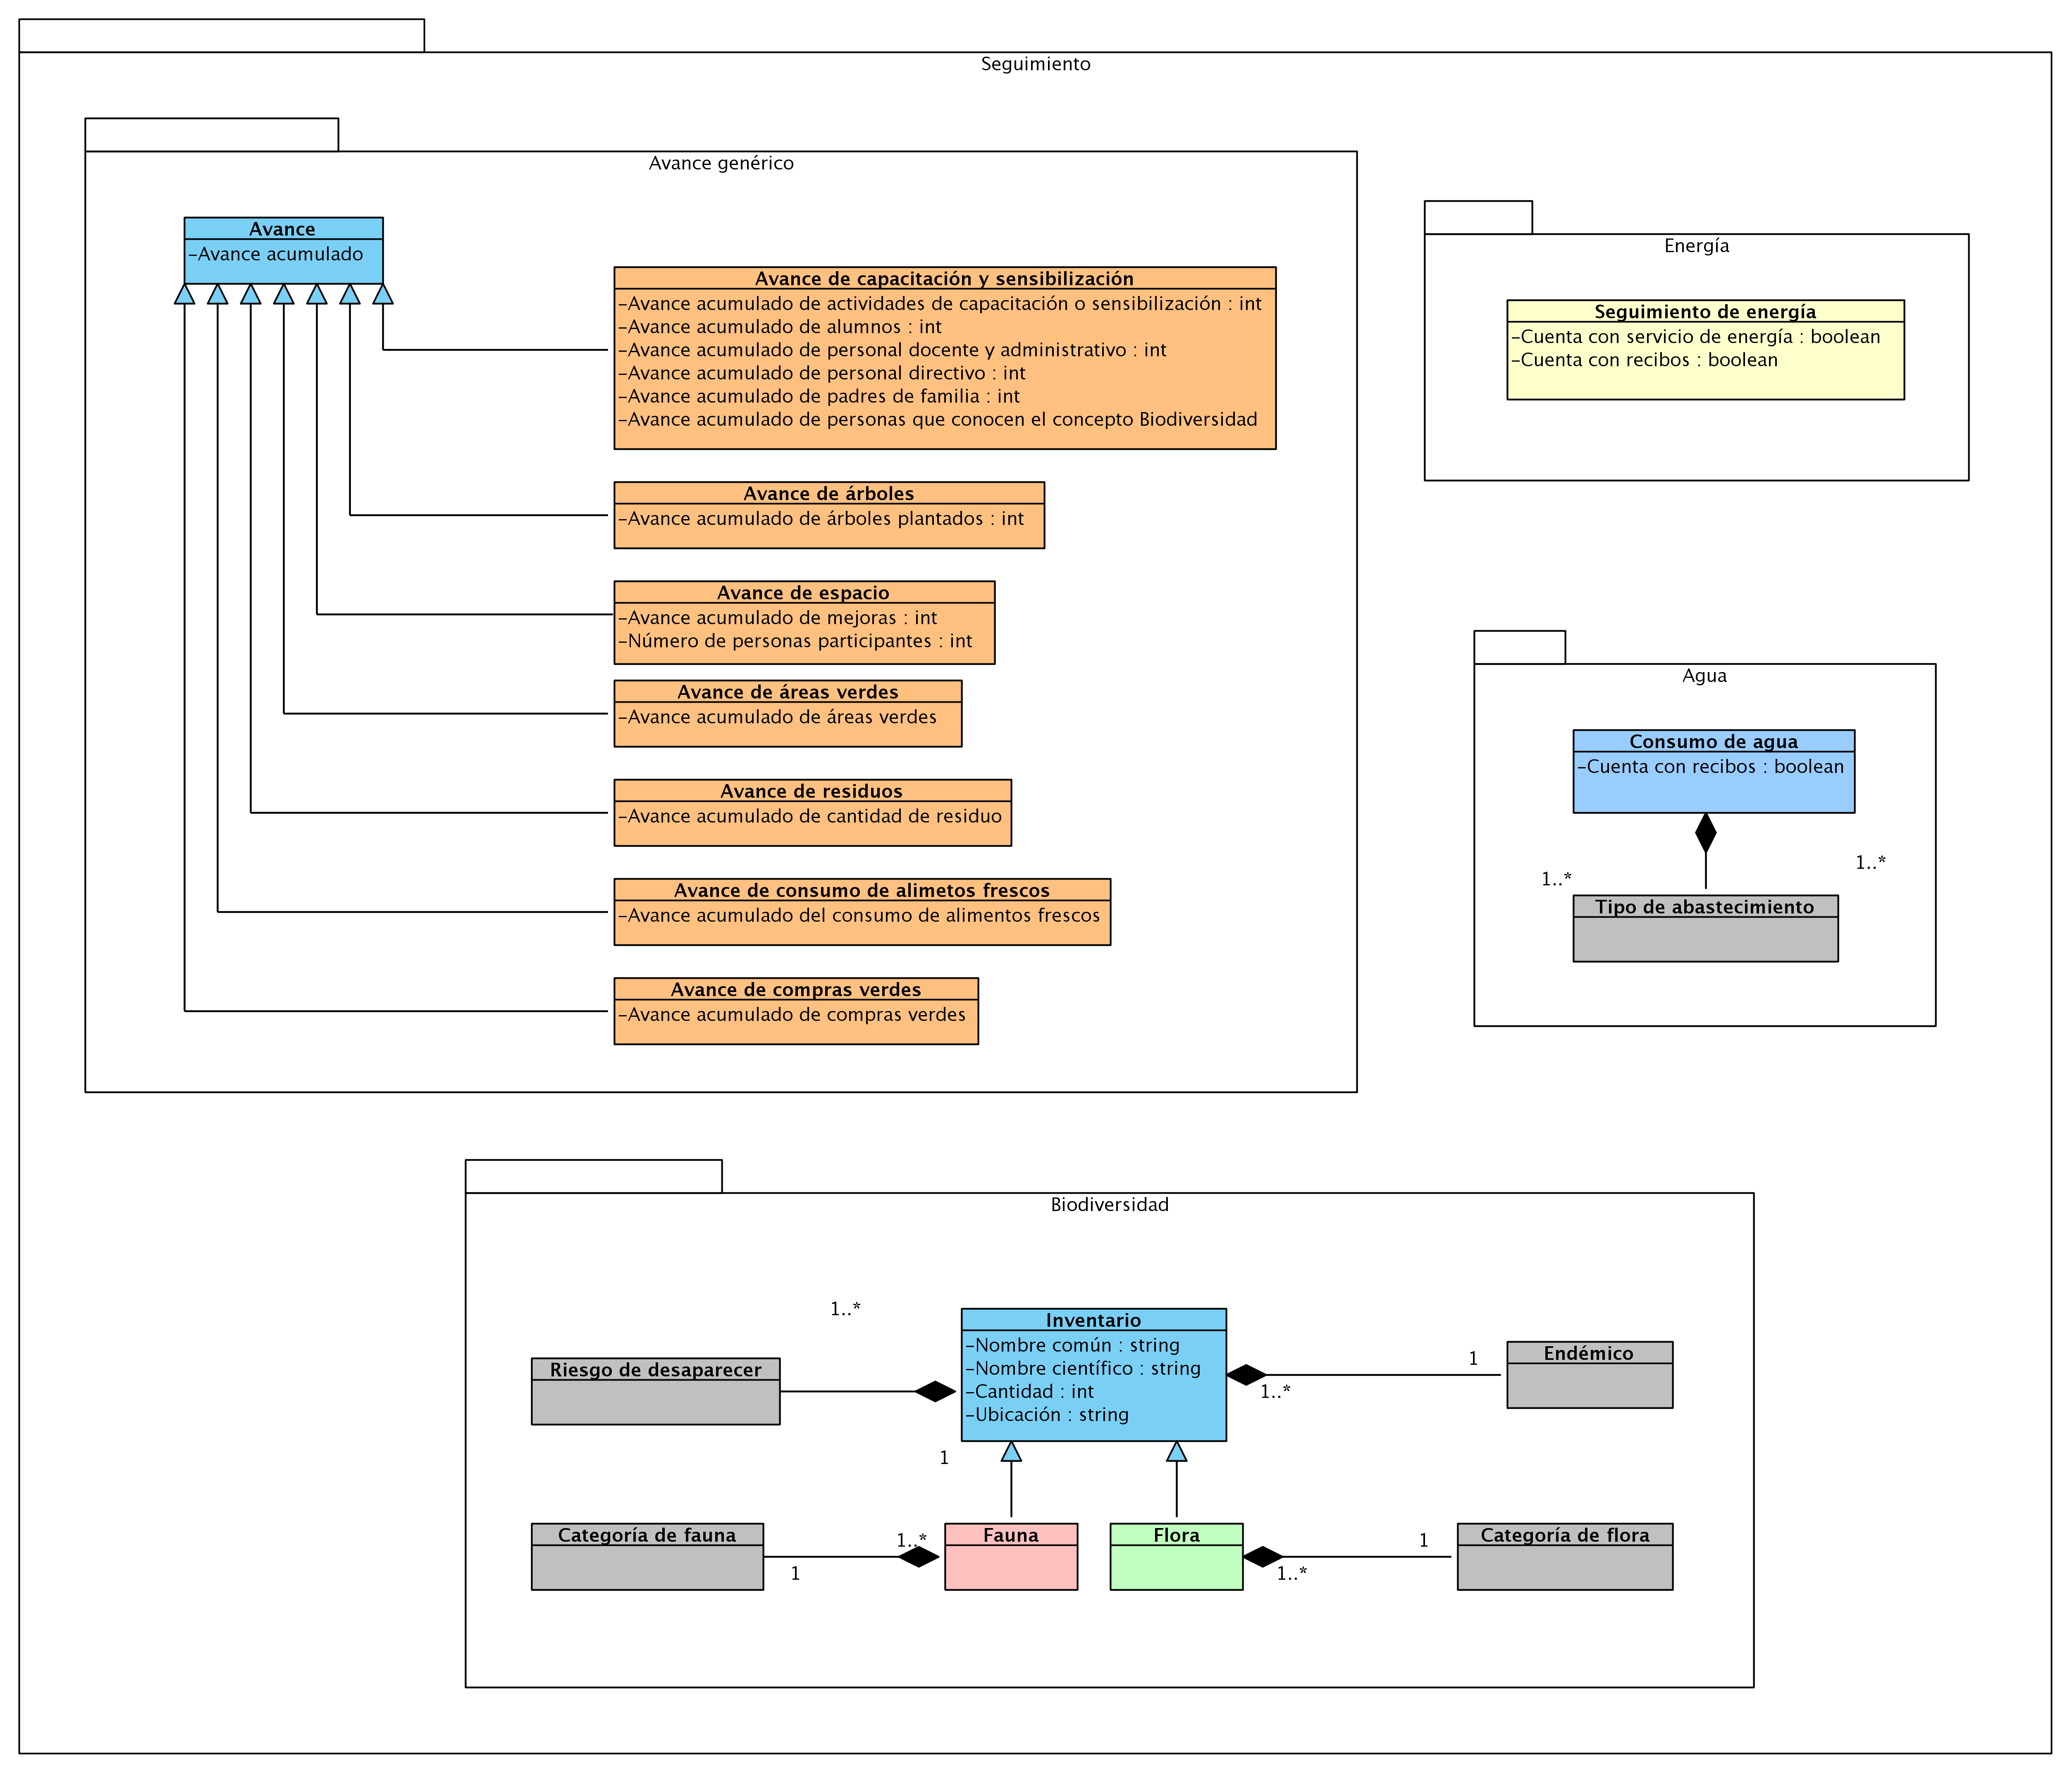 Seguimiento
Avance genérico
Avance
-Avance acumulado
Avance de capacitación y sensibilización
-Avance acumulado de actividades de capacitación o sensibilización : int
-Avance acumulado de alumnos : int
-Avance acumulado de personal docente y administrativo : int
-Avance acumulado de personal directivo : int
-Avance acumulado de padres de familia : int
-Avance acumulado de personas que conocen el concepto Biodiversidad
Avance de árboles
-Avance acumulado de árboles plantados : int
Avance de espacio
-Avance acumulado de mejoras : int
-Número de personas participantes : int
Avance de áreas verdes
-Avance acumulado de áreas verdes
Avance de residuos
-Avance acumulado de cantidad de residuo
Avance de consumo de alimetos frescos
-Avance acumulado del consumo de alimentos frescos
Avance de compras verdes
-Avance acumulado de compras verdes
Energía
Seguimiento de energía
-Cuenta con servicio de energía : boolean
-Cuenta con recibos : boolean
Agua
Consumo de agua
-Cuenta con recibos : boolean
1..*
1..*
Tipo de abastecimiento
Biodiversidad
1..*
Inventario
-Nombre común : string
-Nombre científico : string
-Cantidad : int
-Ubicación : string
Riesgo de desaparecer
1
Endémico
1
1..*
Categoría de fauna
1
1..*
Fauna
Flora
1..*
1
Categoría de flora